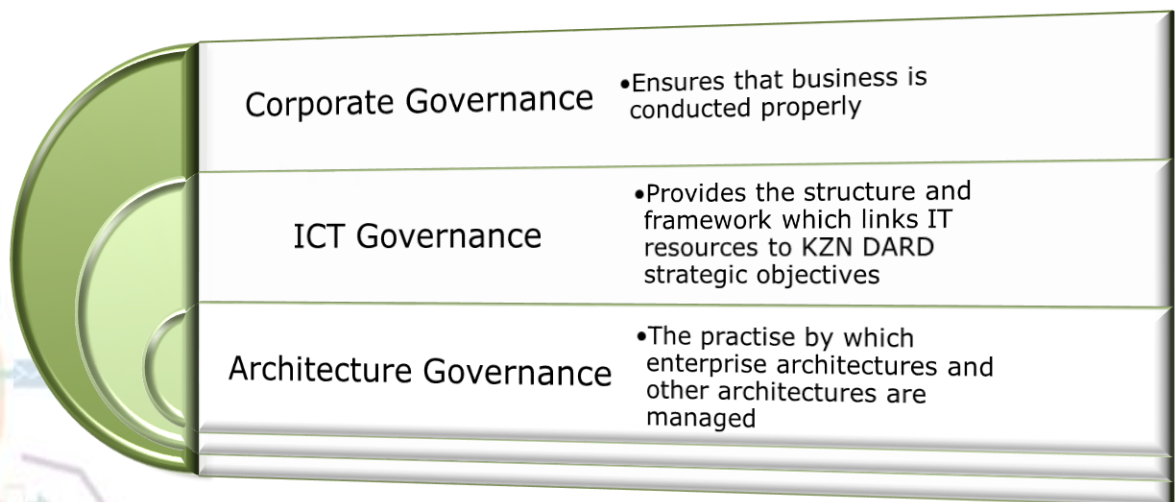 Corporate Governance
•Ensures that business is
conducted properly
ICT Governance
•Provides the structure and
framework which links IT
resources to KZN DARD
strategic objectives
Architecture Governance
•The practise by which
enterprise architectures and
other architectures are
managed